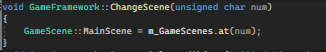 void GameFramework::ChangeScene(unsigned char num)
{
GameScene::MainScene = m_GameScenes.at(num);
}